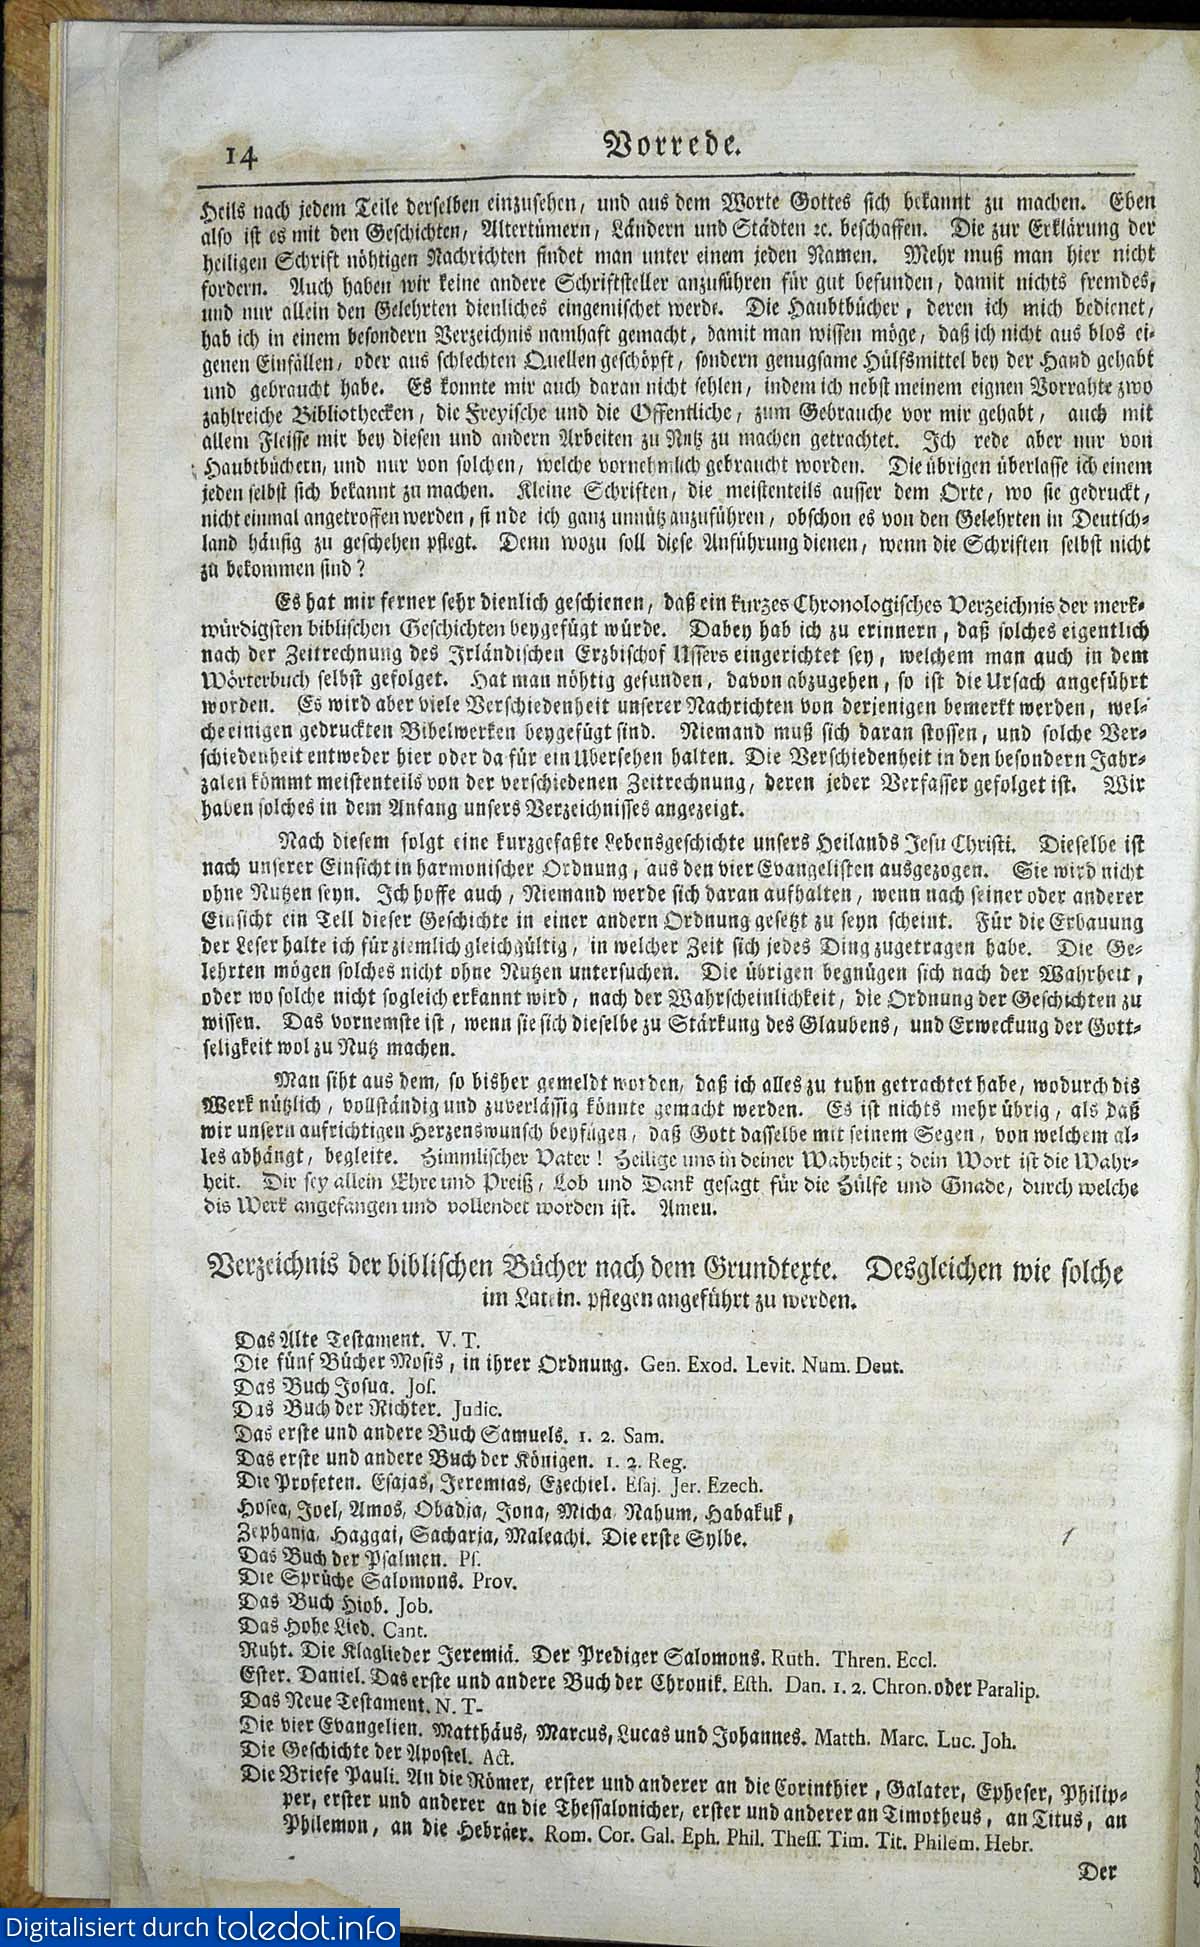 14
Vorrede.
Heils nach jedem Teile derselben einzusehen, und aus dem Worte Gottes sich bekannt zu machen. Eben
also ist es mit den Geschichten, Altertümern, Ländern und Städten ꝛc. beschaffen. Die zur Erklärung der
heiligen Schrift nöhtigen Nachrichten findet man unter einem jeden Namen. Mehr muß man hier nicht
fordern. Auch haben wir keine andere Schriftsteller anzuführen für gut befunden, damit nichts fremdes,
und nur allein den Gelehrten dienliches eingemischet werde. Die Haubtbücher, deren ich mich bedienet,
hab ich in einem besondern Verzeichnis namhaft gemacht, damit man wissen möge, daß ich nicht aus blos ei-
genen Einfällen, oder aus schlechten Quellen geschöpft, sondern genugsame Hülfsmittel bey der Hand gehabt
und gebraucht habe. Es konnte mir auch daran nicht fehlen, indem ich nebst meinem eignen Vorrahte zwo
zahlreiche Bibliothecken, die Freyische und die Offentliche, zum Gebrauche vor mir gehabt, auch mit
allem Fleisse mir bey diesen und andern Arbeiten zu Nutz zu machen getrachtet. Ich rede aber nur von
Haubtbüchern, und nur von solchen, welche vornehmlich gebraucht worden. Die übrigen überlasse ich einem
jeden selbst sich bekannt zu machen. Kleine Schriften, die meistenteils ausser dem Orte, wo sie gedruckt,
nicht einmal angetroffen werden, finde ich ganz unnütz anzuführen, obschon es von den Gelehrten in Deutsch-
land häufig zu geschehen pflegt. Denn wozu soll diese Anführung dienen, wenn die Schriften selbst nicht
zu bekommen sind?
Es hat mir ferner sehr dienlich geschienen, daß ein kurzes Chronologisches Verzeichnis der merk-
würdigsten biblischen Geschichten beygefügt würde. Dabey hab ich zu erinnern, daß solches eigentlich
nach der Zeitrechnung des Irländischen Erzbischof Ussers eingerichtet sey, welchem man auch in dem
Wörterbuch selbst gefolget. Hat man nöhtig gefunden, davon abzugehen, so ist die Ursach angeführt
worden. Es wird aber viele Verschiedenheit unserer Nachrichten von derjenigen bemerkt werden, wel-
che einigen gedruckten Bibelwerken beygefügt sind. Niemand muß sich daran stossen, und solche Ver-
schiedenheit entweder hier oder da für ein Ubersehen halten. Die Verschiedenheit in den besondern Jahr-
zalen kömmt meistenteils von der verschiedenen Zeitrechnung, deren jeder Verfasser gefolget ist. Wir
haben solches in dem Anfang unsers Verzeichnisses angezeigt.
Nach diesem folgt eine kurzgefaßte Lebensgeschichte unsers Heilands Jesu Christi. Dieselbe ist
nach unserer Einsicht in harmonischer Ordnung, aus den vier Evangelisten ausgezogen. Sie wird nicht
ohne Nutzen seyn. Ich hoffe auch, Niemand werde sich daran aufhalten, wenn nach seiner oder anderer
Einsicht ein Teil dieser Geschichte in einer andern Ordnung gesetzt zu seyn scheint. Für die Erbauung
der Leser halte ich für ziemlich gleichgültig, in welcher Zeit sich jedes Ding zugetragen habe. Die Ge-
lehrten mögen solches nicht ohne Nutzen untersuchen. Die übrigen begnügen sich nach der Wahrheit,
oder wo solche nicht sogleich erkannt wird, nach der Wahrscheinlichkeit, die Ordnung der Geschichten zu
wissen. Das vornemste ist, wenn sie sich dieselbe zu Stärkung des Glaubens, und Erweckung der Gott-
seligkeit wol zu Nutz machen.
Man siht aus dem, so bisher gemeldt worden, daß ich alles zu tuhn getrachtet habe, wodurch dis
Werk nützlich, vollständig und zuverlässig könnte gemacht werden. Es ist nichts mehr übrig, als daß
wir unsern aufrichtigen Herzenswunsch beyfügen, daß Gott dasselbe mit seinem Segen, von welchem al-
les abhängt, begleite. Himmlischer Vater! Heilige uns in deiner Wahrheit; dein Wort ist die Wahr-
heit. Dir sey allein Ehre und Preiß, Lob und Dank gesagt für die Hülfe und Gnade, durch welche
dis Werk angefangen und vollendet worden ist. Amen.
Verzeichnis der biblischen Bücher nach dem Grundtexte. Desgleichen wie solche
im Latein. pflegen angeführt zu werden.
Das Alte Testament. V. T.
Die fünf Bücher Mosis, in ihrer Ordnung. Gen. Exod. Levit. Num. Deut.
Das Buch Josua. Jos.
Das Buch der Richter. Judic.
Das erste und andere Buch Samuels. 1. 2. Sam.
Das erste und andere Buch der Königen. 1. 2. Reg.
Die Profeten. Esajas, Jeremias, Ezechiel. Esaj. Jer. Ezech.
Hosea, Joel, Amos, Obadia, Jona, Micha Nahum, Habakuk,
Zephania, Haggai, Sacharja, Maleachi. Die erste Sylbe.
Das Buch der Psalmen. Ps.
Die Sprüche Salomons. Prov.
Das Buch Hiob. Job.
Das Hohe Lied. Cant.
Ruht. Die Klaglieder Jeremiä. Der Prediger Salomons. Ruth. Thren. Eccl.
Ester. Daniel. Das erste und andere Buch der Chronik. Esth. Dan. 1. 2. Chron. oder Paralip.
Das Neue Testament. N. T-
Die vier Evangelien. Matthäus, Marcus, Lucas und Johannes. Matth. Marc. Luc. Joh.
Die Geschichte der Apostel. Act.
Die Briefe Pauli. An die Römer, erster und anderer an die Corinthier, Galater, Epheser, Philip-
per, erster und anderer an die Thessalonicher, erster und anderer an Timotheus, an Titus, an
Philemon, an die Hebräer. Rom. Cor. Gal. Eph. Phil. Thess. Tim. Tit. Philem. Hebr.
Der
Digitalisiert durch toledot.info